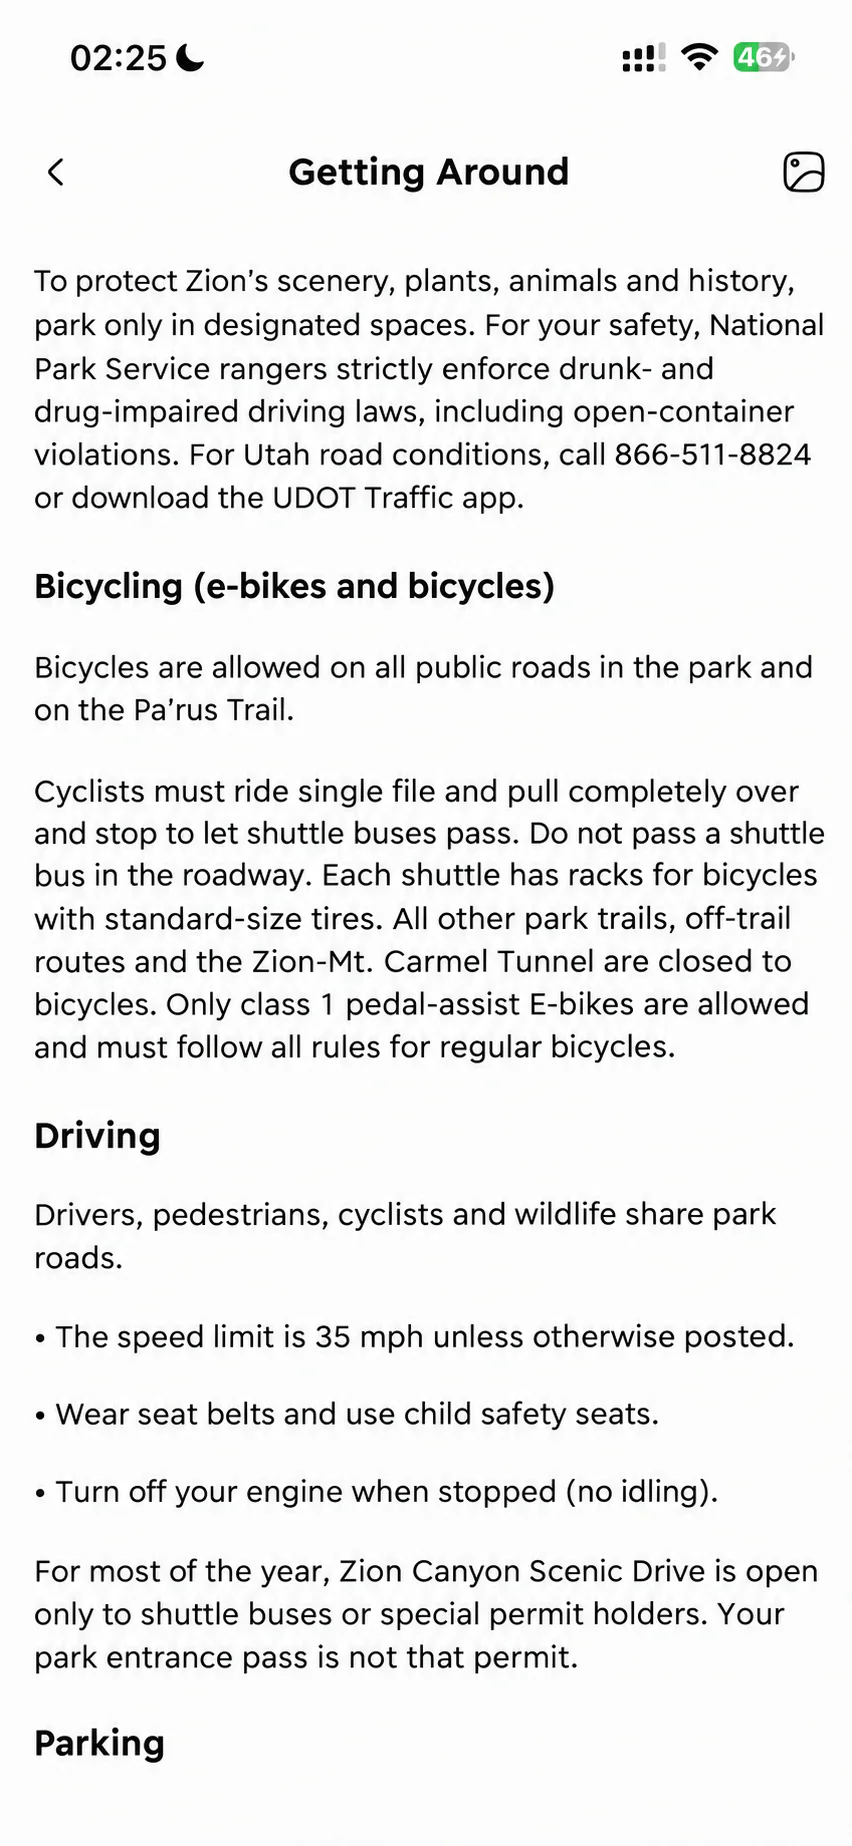 02:25
46
Getting Around
To protect Zion’s scenery, plants, animals and history,
park only in designated spaces. For your safety, National
Park Service rangers strictly enforce drunk- and
drug-impaired driving laws, including open-container
violations. For Utah road conditions, call 866-511-8824
or download the UDOT Traffic app.
Bicycling (e-bikes and bicycles)
Bicycles are allowed on all public roads in the park and
on the Pa’rus Trail.
Cyclists must ride single file and pull completely over
and stop to let shuttle buses pass. Do not pass a shuttle
bus in the roadway. Each shuttle has racks for bicycles
with standard-size tires. All other park trails, off-trail
routes and the Zion-Mt. Carmel Tunnel are closed to
bicycles. Only class 1 pedal-assist E-bikes are allowed
and must follow all rules for regular bicycles.
Driving
Drivers, pedestrians, cyclists and wildlife share park
roads.
• The speed limit is 35 mph unless otherwise posted.
• Wear seat belts and use child safety seats.
• Turn off your engine when stopped (no idling).
For most of the year, Zion Canyon Scenic Drive is open
only to shuttle buses or special permit holders. Your
park entrance pass is not that permit.
Parking